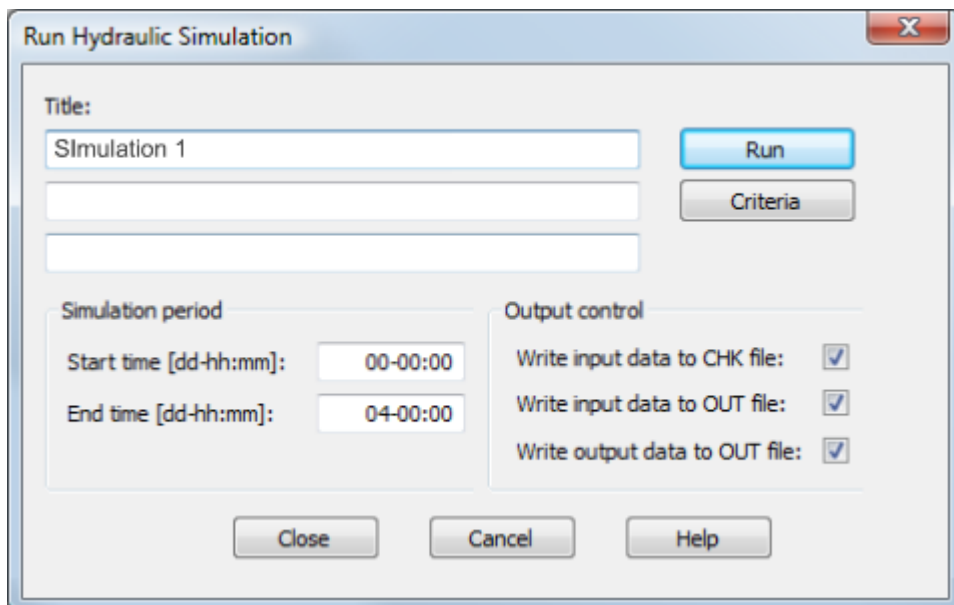 Run Hydraulic Simulation
Title:
SImulation 1
Run
Criteria
Simulation period
Start time [dd-hh:mm]: 00-00:00
End time [dd-hh:mm]: 04-00:00
Output control
Write input data to CHK file:
Write input data to OUT file:
Write output data to OUT file:
Close Cancel Help